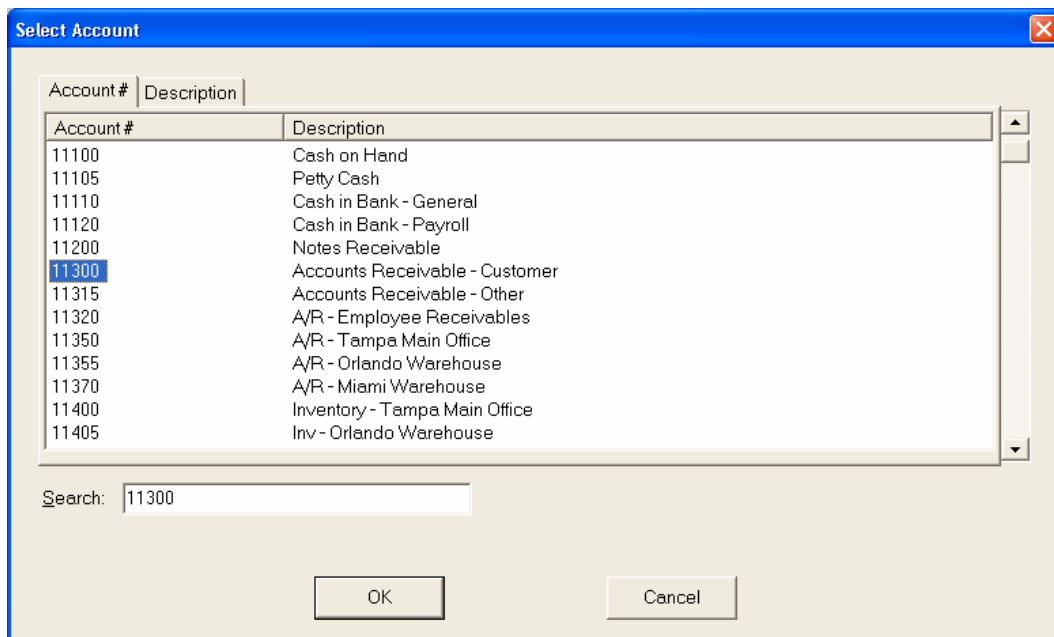 Select Account
Account # Description
Account # Description
11100 Cash on Hand
11105 Petty Cash
11110 Cash in Bank - General
11120 Cash in Bank - Payroll
11200 Notes Receivable
11300 Accounts Receivable - Customer
11315 Accounts Receivable - Other
11320 A/R - Employee Receivables
11350 A/R - Tampa Main Office
11355 A/R - Orlando Warehouse
11370 A/R - Miami Warehouse
11400 Inventory - Tampa Main Office
11405 Inv - Orlando Warehouse
Search: 11300
OK Cancel